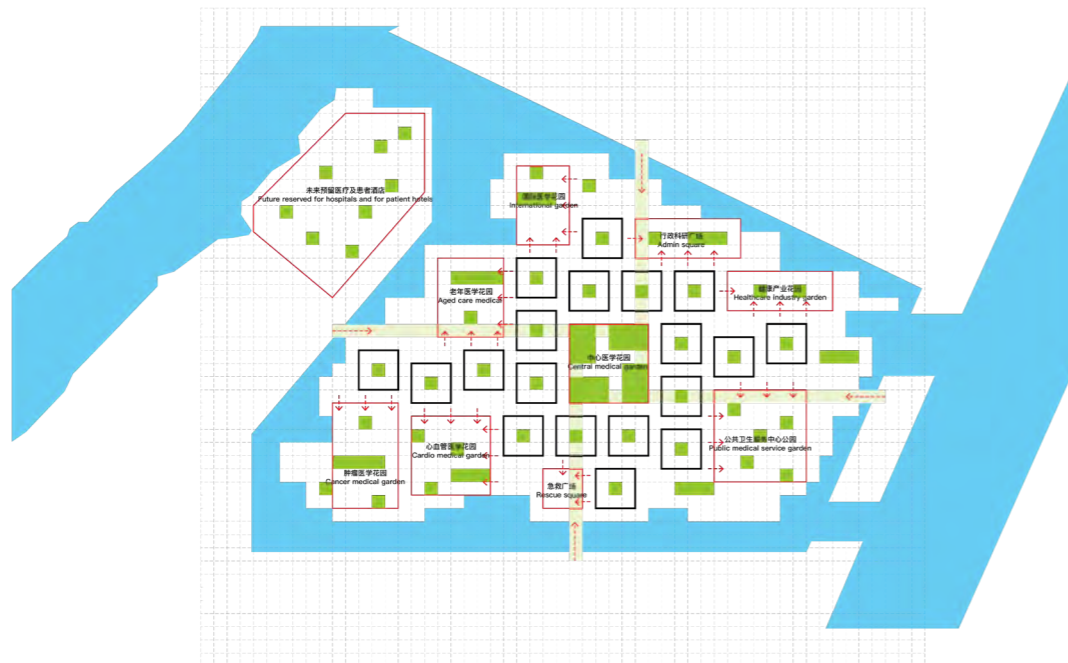 未来预留医疗及患者酒店
Future reserved for hospitals and for patient hotels
国际医学花园
International garden
行政科研广场
Admin square
老年医学花园
Aged care medical
健康产业花园
Healthcare industry garden
中心医学花园
Central medical garden
心血管医学花园
Cardio medical garden
公共卫生服务中心公园
Public medical service garden
肿瘤医学花园
Cancer medical garden
急救广场
Rescue square